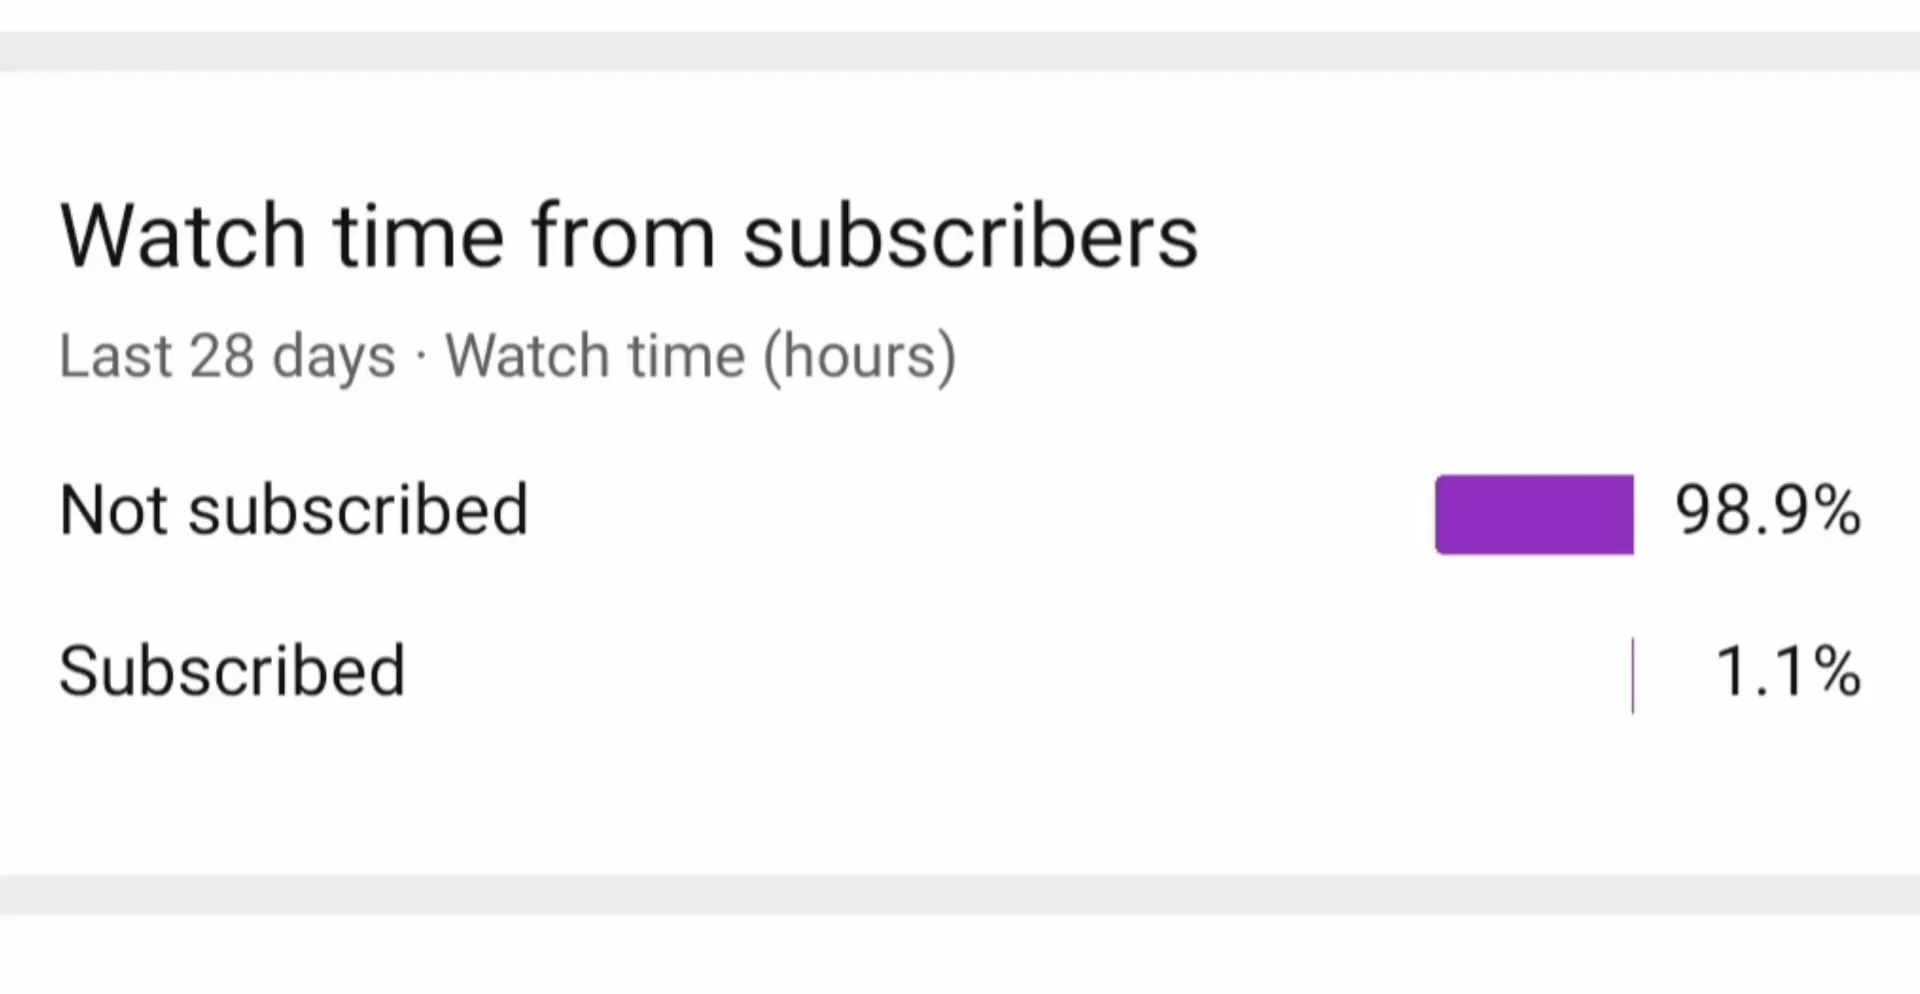 Watch time from subscribers
Last 28 days · Watch time (hours)
Not subscribed 98.9%
Subscribed 1.1%